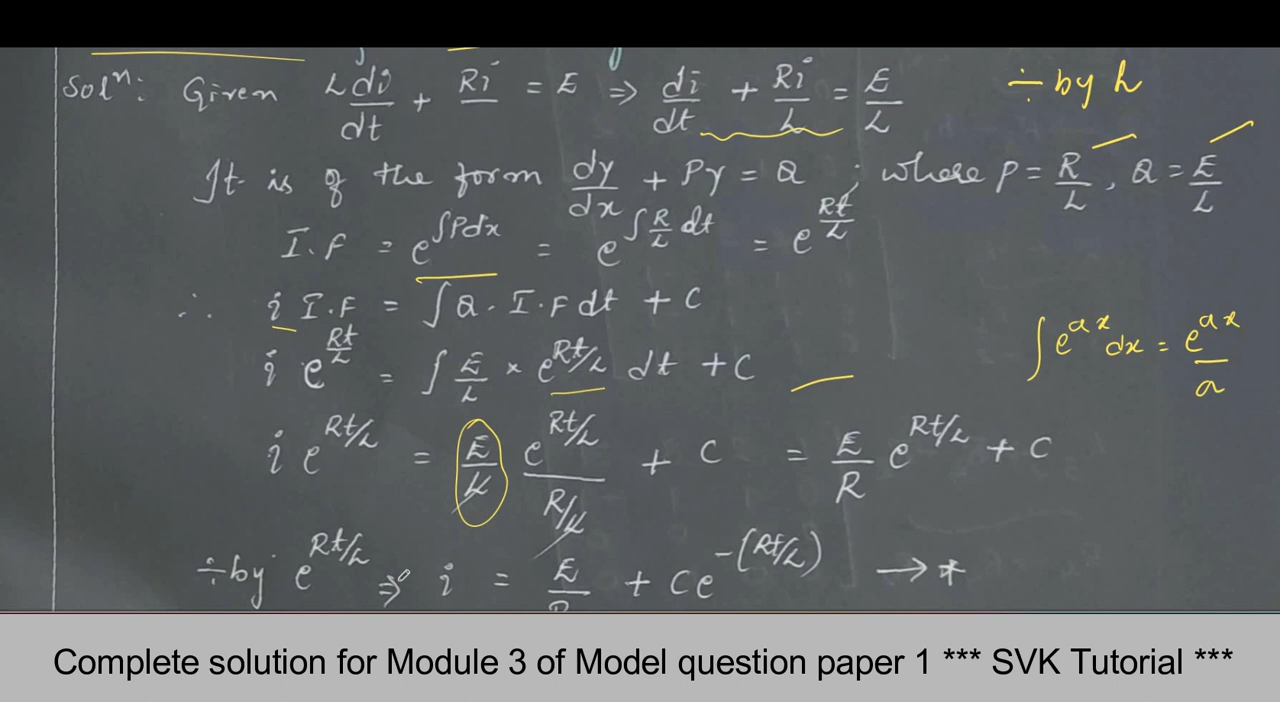 Solⁿ: Given L di/dt + Ri = E ⇒ di/dt + Ri/L = E/L ÷ by L
It is of the form dy/dx + Py = Q ; where P = R/L, Q = E/L
I.F = e^{∫Pdx} = e^{∫R/L dt} = e^{Rt/L}
∴ i I.F = ∫Q. I.F dt + C
i e^{Rt/L} = ∫ E/L × e^{Rt/L} dt + C
∫e^{ax} dx = e^{ax}/a
i e^{Rt/L} = E/L e^{Rt/L}/(R/L) + C = E/R e^{Rt/L} + C
÷by e^{Rt/L} ⇒ i = E/R + Ce^{-(Rt/L)} → *
Complete solution for Module 3 of Model question paper 1 *** SVK Tutorial ***